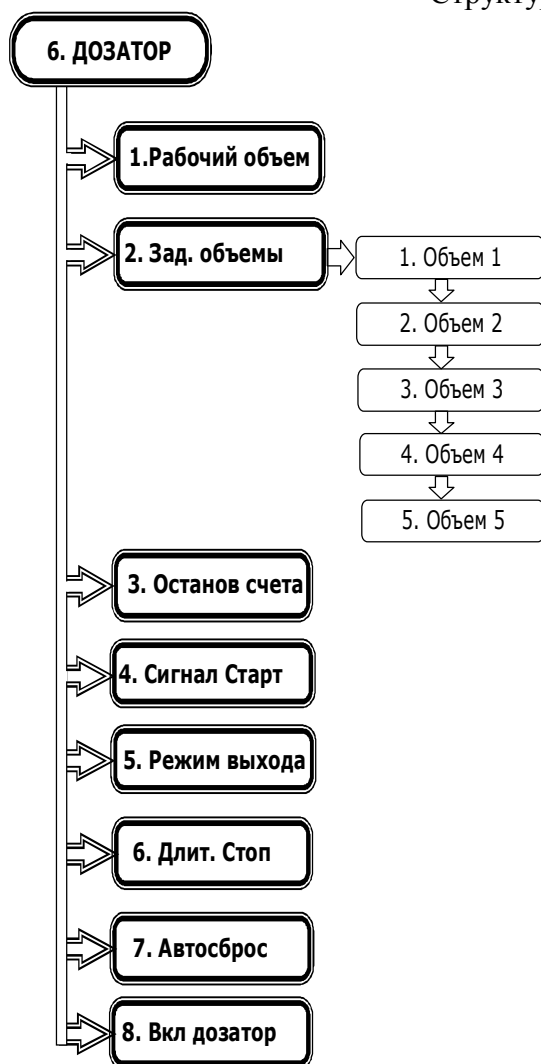 6. ДОЗАТОР
1.Рабочий объем
2. Зад. объемы
1. Объем 1
2. Объем 2
3. Объем 3
4. Объем 4
5. Объем 5
3. Останов счета
4. Сигнал Старт
5. Режим выхода
6. Длит. Стоп
7. Автосброс
8. Вкл дозатор